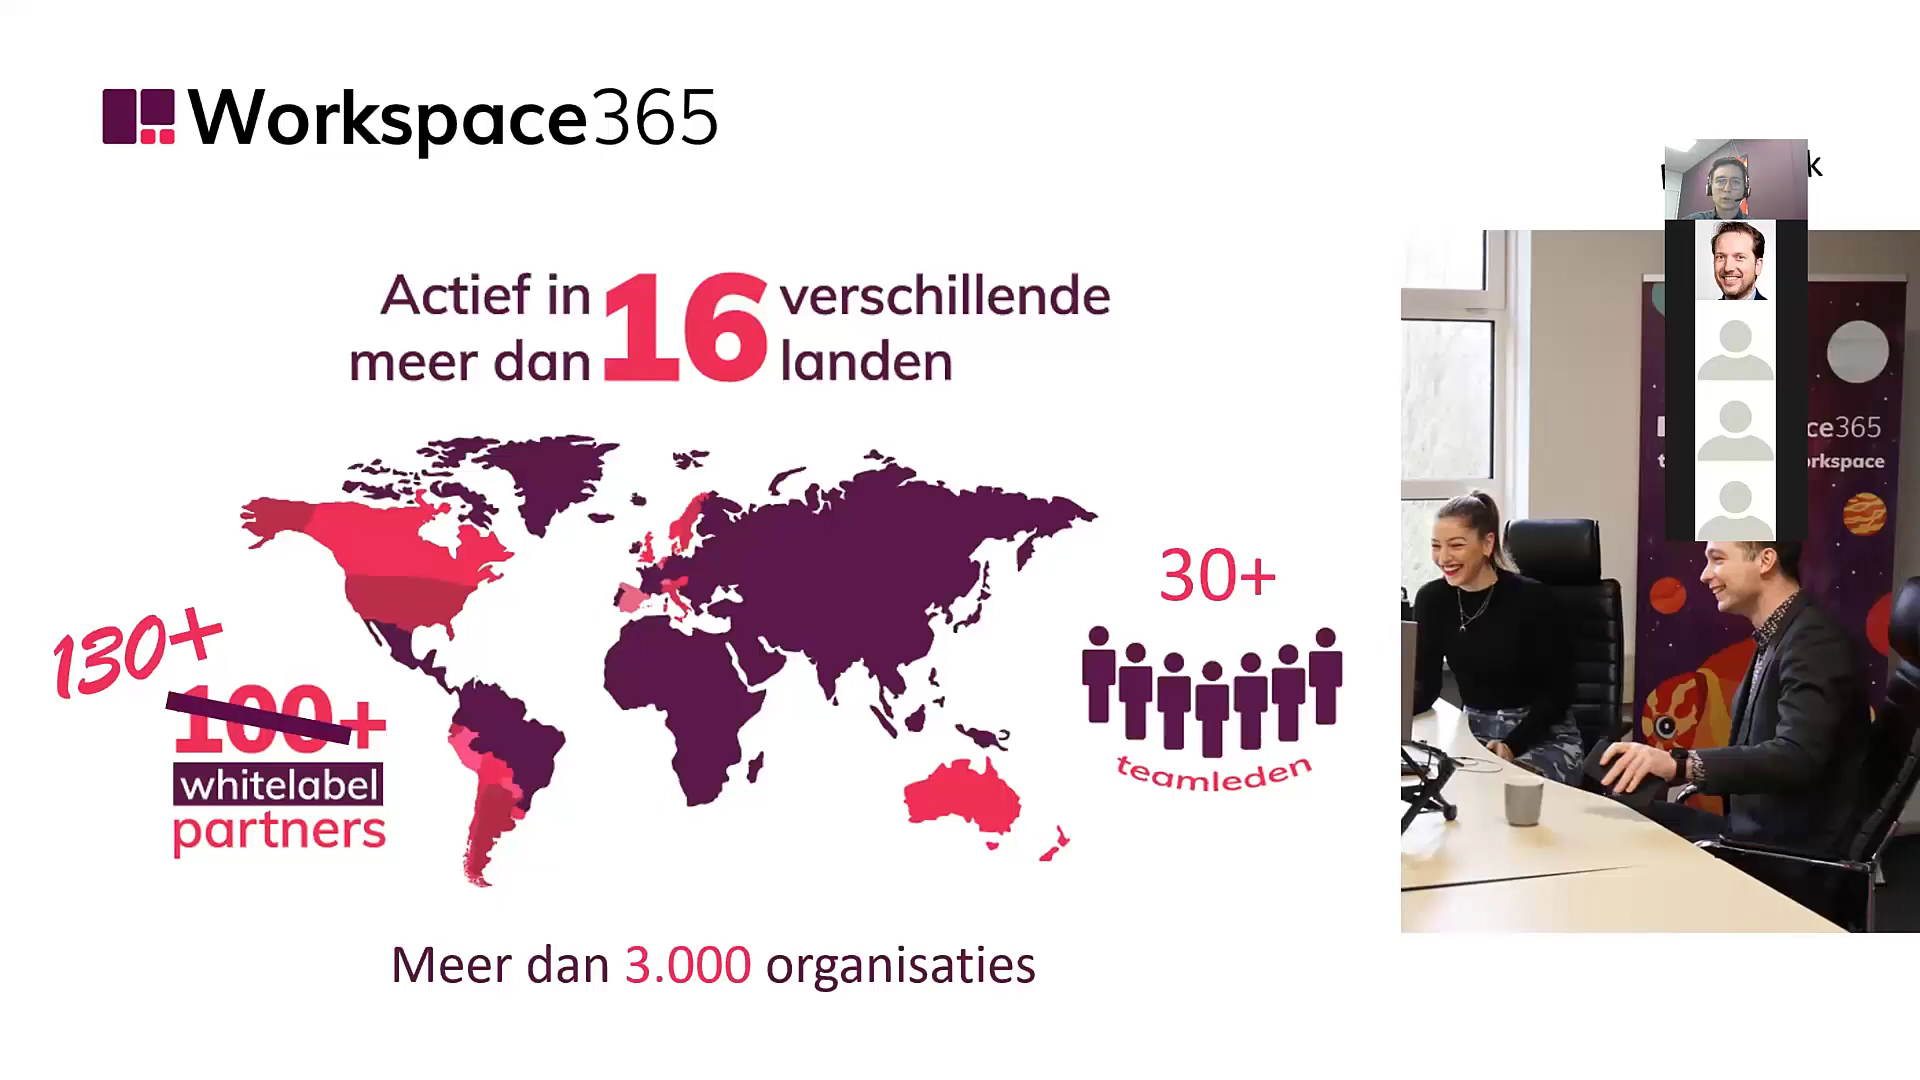 Workspace365
Actief in 16 verschillende
meer dan landen
130+
100+
whitelabel
partners
30+
teamleden
Meer dan 3.000 organisaties
ce365